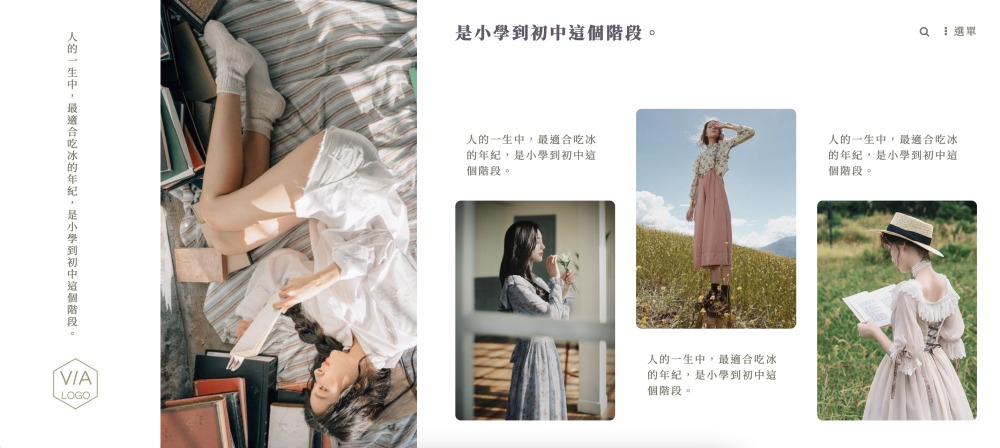 人的一生中，最適合吃冰的年紀，是小學到初中這個階段。
V/A
LOGO
是小學到初中這個階段。
選單
人的一生中，最適合吃冰
的年紀，是小學到初中這
個階段。
人的一生中，最適合吃冰
的年紀，是小學到初中這
個階段。
人的一生中，最適合吃冰
的年紀，是小學到初中這
個階段。